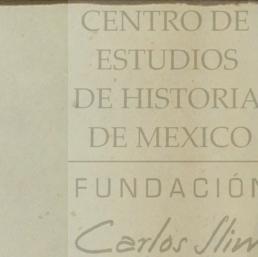 CENTRO DE
ESTUDIOS
DE HISTORIA
DE MEXICO
FUNDACIÓN
Carlos Slim